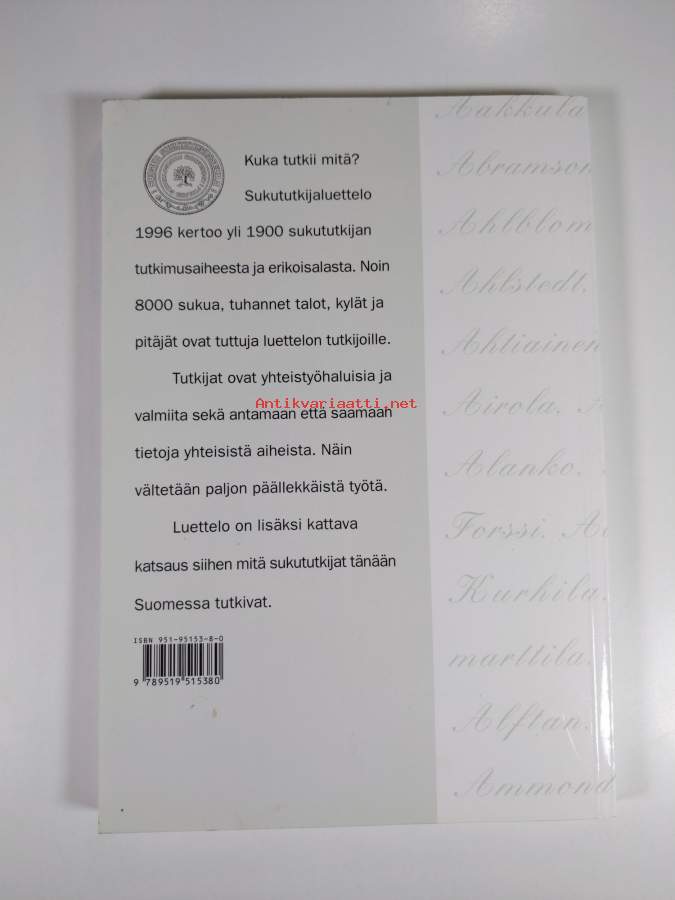 Kuka tutkii mitä?
Sukututkijaluettelo
1996 kertoo yli 1900 sukututkijan
tutkimusaiheesta ja erikoisalasta. Noin
8000 sukua, tuhannet talot, kylät ja
pitäjät ovat tuttuja luettelon tutkijoille.
Tutkijat ovat yhteistyöhaluisia ja
valmiita sekä antamaan että saamaan
tietoja yhteisistä aiheista. Näin
vältetään paljon päällekkäistä työtä.
Luettelo on lisäksi kattava
katsaus siihen mitä sukututkijat tänään
Suomessa tutkivat.
ISBN 951-95153-8-0
9 789519 515380
Antikvariaatti.net
Aakkula
Abramson
Ahlblom
Ahlstedt.
Ahtiainen
Airola.
Alanko.
Forssi.
Kurhila.
marttila.
Alftan.
Ammond